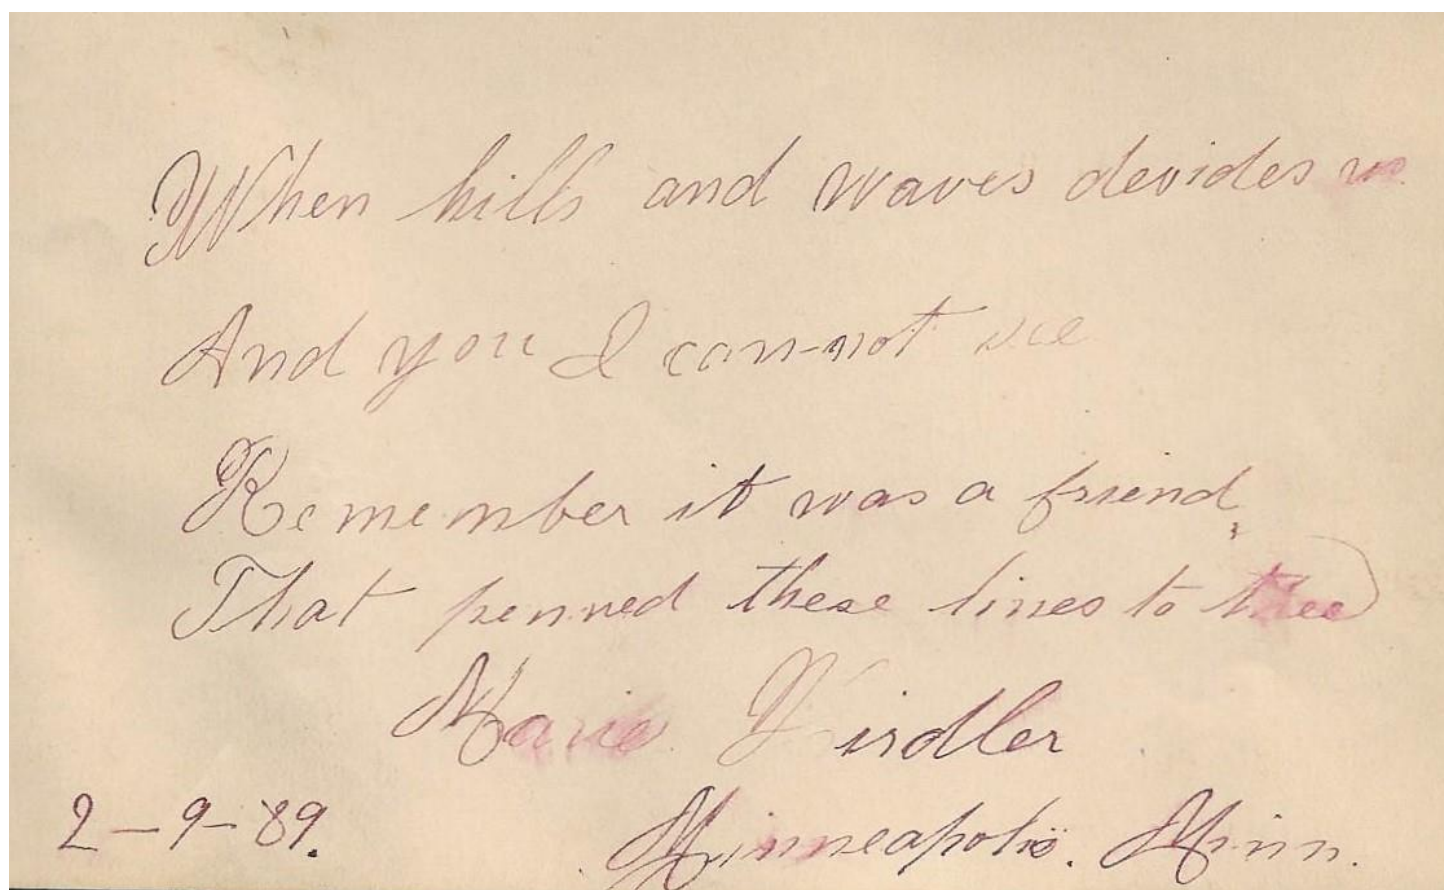 When hills and waves devides us
And you I can-not see
Remember it was a friend,
That penned these lines to thee
Marie
2-9-89. Minneapolis. Minn.